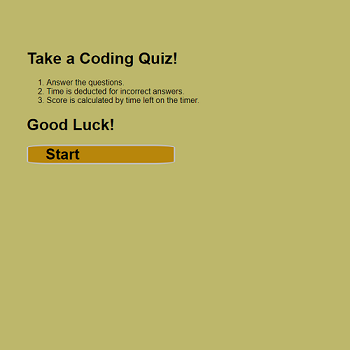 Take a Coding Quiz!
1. Answer the questions.
2. Time is deducted for incorrect answers.
3. Score is calculated by time left on the timer.
Good Luck!
Start